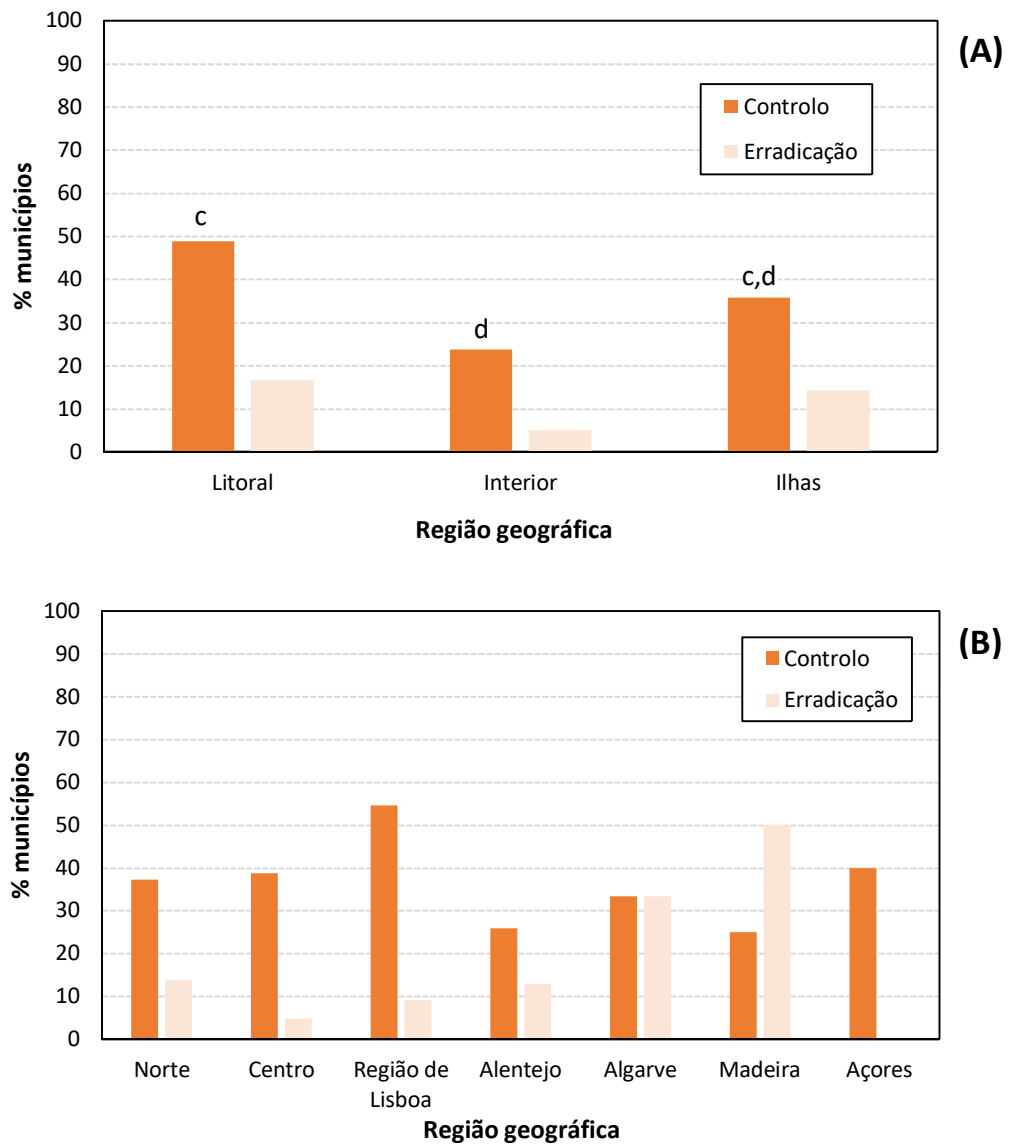 (A)
100
90
80
70
60
50
40
30
20
10
0
% municípios
Controlo
Erradicação
c
d
c,d
Litoral Interior Ilhas
Região geográfica
(B)
100
90
80
70
60
50
40
30
20
10
0
% municípios
Controlo
Erradicação
Norte Centro Região de Alentejo Algarve Madeira Açores
Lisboa
Região geográfica